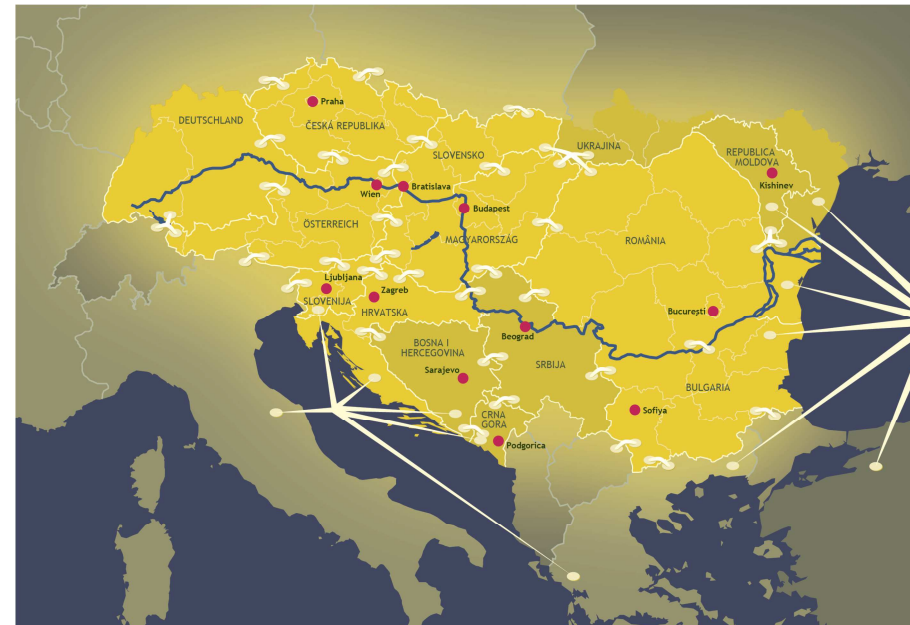 Praha
DEUTSCHLAND
ČESKÁ REPUBLIKA
UKRAJINA
REPUBLICA
MOLDOVA
SLOVENSKO
Kishinev
Wien
Bratislava
Budapest
ÖSTERREICH
MAGYARORSZÁG
ROMÂNIA
Ljubljana
Zagreb
SLOVENIJA
HRVATSKA
Bucureşti
Beograd
BOSNA I
HERCEGOVINA
SRBIJA
Sarajevo
BULGARIA
Sofiya
CRNA
GORA
Podgorica